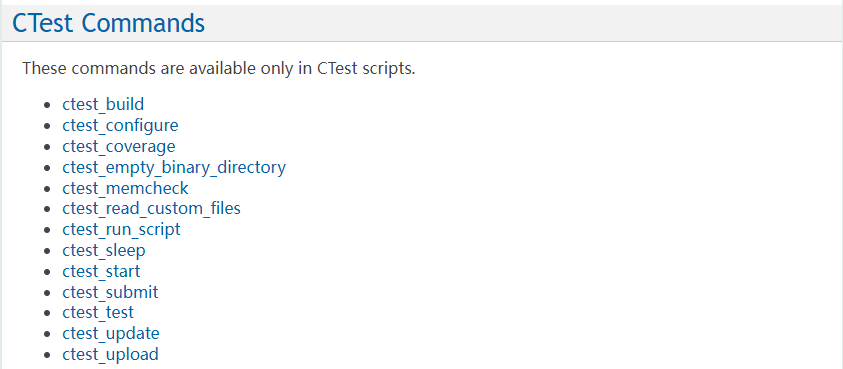 CTest Commands
These commands are available only in CTest scripts.
ctest_build
ctest_configure
ctest_coverage
ctest_empty_binary_directory
ctest_memcheck
ctest_read_custom_files
ctest_run_script
ctest_sleep
ctest_start
ctest_submit
ctest_test
ctest_update
ctest_upload